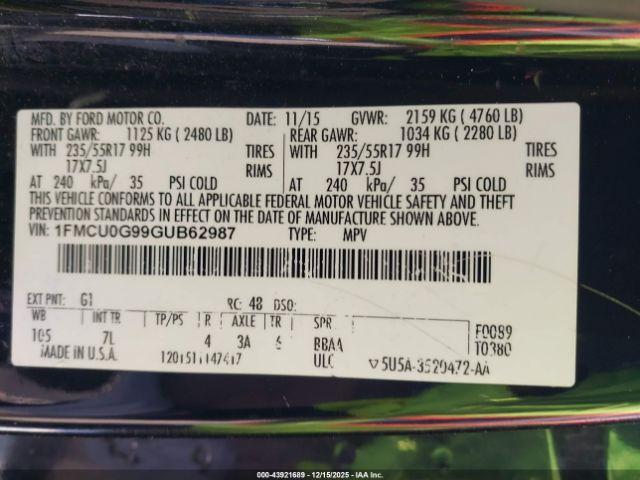 MFD. BY FORD MOTOR CO. DATE: 11/15 GVWR: 2159 KG ( 4760 LB)
FRONT GAWR: 1125 KG ( 2480 LB) REAR GAWR: 1034 KG ( 2280 LB)
WITH 235/55R17 99H TIRES WITH 235/55R17 99H TIRES
17X7.5J RIMS 17X7.5J RIMS
AT 240 kPa/ 35 PSI COLD AT 240 kPa/ 35 PSI COLD
THIS VEHICLE CONFORMS TO ALL APPLICABLE FEDERAL MOTOR VEHICLE SAFETY AND THEFT
PREVENTION STANDARDS IN EFFECT ON THE DATE OF MANUFACTURE SHOWN ABOVE.
VIN: 1FMCU0G99GUB62987 TYPE: MPV
EXT PNT: G1 RC: 48 DSO:
WB INT TR TP/PS R AXLE TR SPR F0089
105 7L 4 3A 6 BBAA T0380
MADE IN U.S.A. ULC 5U5A-3520472-AA
000-43921689 | 12/15/2025 - IAA Inc.